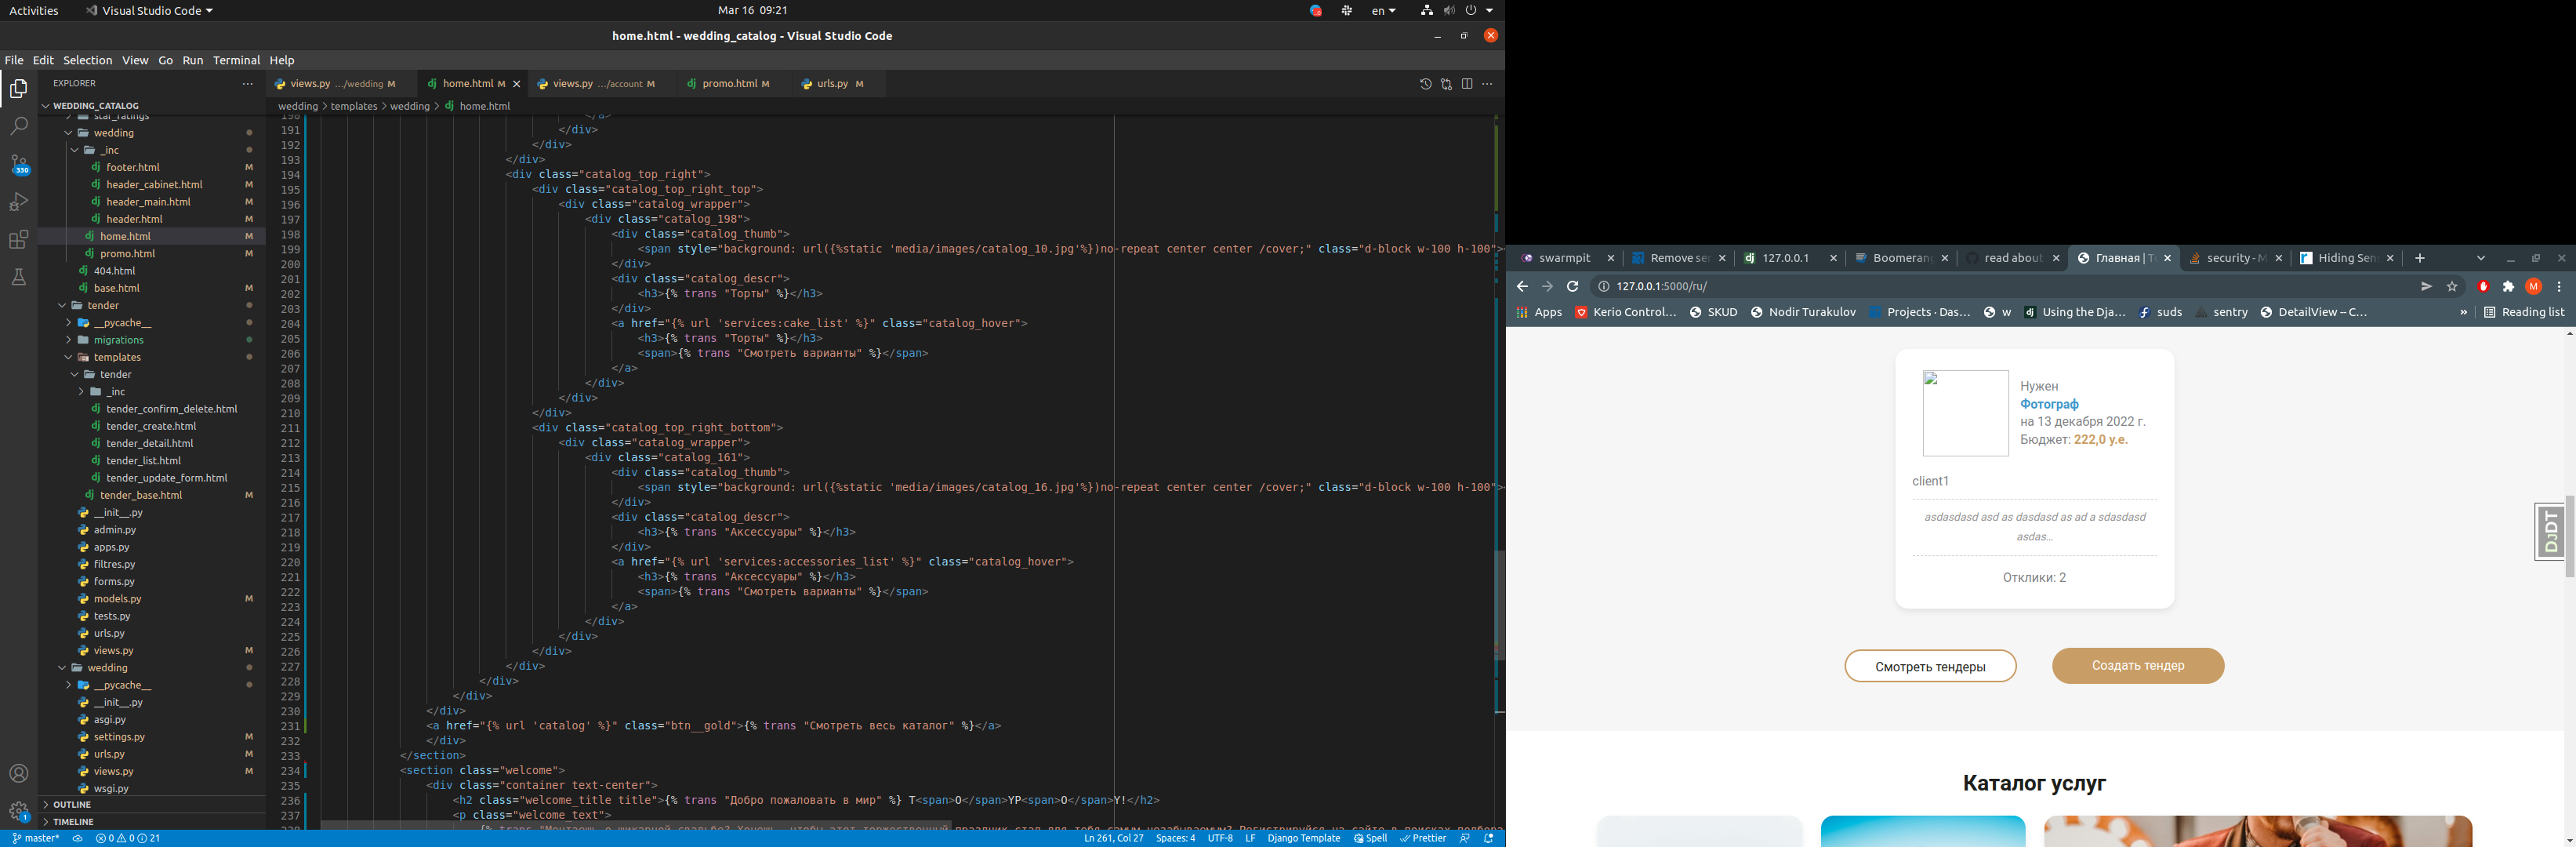 Activities
Visual Studio Code
Mar 16 09:21
en
home.html - wedding_catalog - Visual Studio Code
File Edit Selection View Go Run Terminal Help
EXPLORER
WEDDING_CATALOG
star_ratings
wedding
_inc
footer.html M
header_cabinet.html M
header_main.html M
header.html M
home.html M
promo.html M
404.html
base.html M
tender
__pycache__
migrations
templates
tender
_inc
tender_confirm_delete.html
tender_create.html
tender_detail.html
tender_list.html
tender_update_form.html
tender_base.html M
__init__.py
admin.py
apps.py
filtres.py
forms.py
models.py M
tests.py
urls.py
views.py M
wedding
__pycache__
__init__.py
asgi.py
settings.py M
urls.py M
views.py M
wsgi.py
OUTLINE
TIMELINE
330
1
views.py .../wedding M
home.html M
views.py .../account M
promo.html M
urls.py M
wedding > templates > wedding > home.html
190 </a>
191 </div>
192 </div>
193 </div>
194 <div class="catalog_top_right">
195 <div class="catalog_top_right_top">
196 <div class="catalog_wrapper">
197 <div class="catalog_198">
198 <div class="catalog_thumb">
199 <span style="background: url({%static 'media/images/catalog_10.jpg'%})no-repeat center center /cover;" class="d-block w-100 h-100">
200 </div>
201 <div class="catalog_descr">
202 <h3>{% trans "Торты" %}</h3>
203 </div>
204 <a href="{% url 'services:cake_list' %}" class="catalog_hover">
205 <h3>{% trans "Торты" %}</h3>
206 <span>{% trans "Смотреть варианты" %}</span>
207 </a>
208 </div>
209 </div>
210 </div>
211 <div class="catalog_top_right_bottom">
212 <div class="catalog_wrapper">
213 <div class="catalog_161">
214 <div class="catalog_thumb">
215 <span style="background: url({%static 'media/images/catalog_16.jpg'%})no-repeat center center /cover;" class="d-block w-100 h-100">
216 </div>
217 <div class="catalog_descr">
218 <h3>{% trans "Аксессуары" %}</h3>
219 </div>
220 <a href="{% url 'services:accessories_list' %}" class="catalog_hover">
221 <h3>{% trans "Аксессуары" %}</h3>
222 <span>{% trans "Смотреть варианты" %}</span>
223 </a>
224 </div>
225 </div>
226 </div>
227 </div>
228 </div>
229 </div>
230 </div>
231 <a href="{% url 'catalog' %}" class="btn__gold">{% trans "Смотреть весь каталог" %}</a>
232 </div>
233 </section>
234 <section class="welcome">
235 <div class="container text-center">
236 <h2 class="welcome_title title">{% trans "Добро пожаловать в мир" %} T<span>O</span>YP<span>O</span>Y!</h2>
237 <p class="welcome_text">
master*
0 0 21
Ln 261, Col 27 Spaces: 4 UTF-8 LF Django Template Spell Prettier
swarmpit
Remove ser
127.0.0.1
Boomerang
read about
Главная | T
security - M
Hiding Sens
127.0.0.1:5000/ru/
M
Apps Kerio Control... SKUD Nodir Turakulov Projects · Das... w Using the Dja... suds sentry DetailView – C... » Reading list
Нужен
Фотограф
на 13 декабря 2022 г.
Бюджет: 222,0 у.е.
client1
asdasdasd asd as dasdasd as ad a sdasdasd
asdas...
Отклики: 2
DJDT
Смотреть тендеры
Создать тендер
Каталог услуг